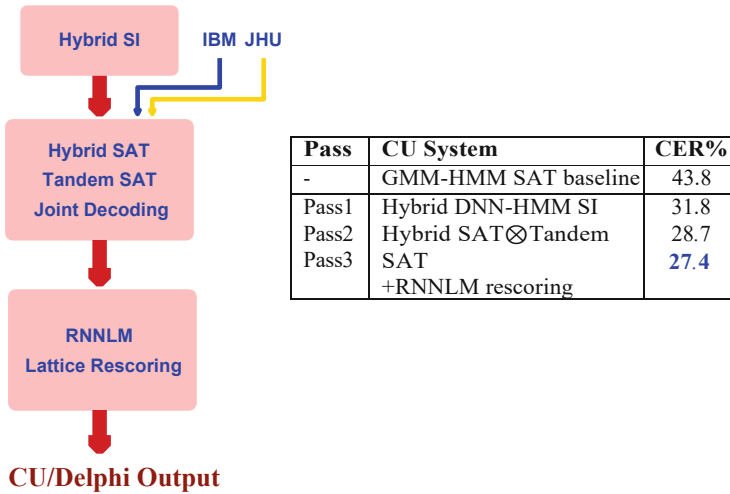 Hybrid SI
IBM JHU
Hybrid SAT
Tandem SAT
Joint Decoding
RNNLM
Lattice Rescoring
CU/Delphi Output
Pass CU System CER%
- GMM-HMM SAT baseline 43.8
Pass1 Hybrid DNN-HMM SI 31.8
Pass2 Hybrid SAT⊗Tandem 28.7
Pass3 SAT 27.4
+RNNLM rescoring